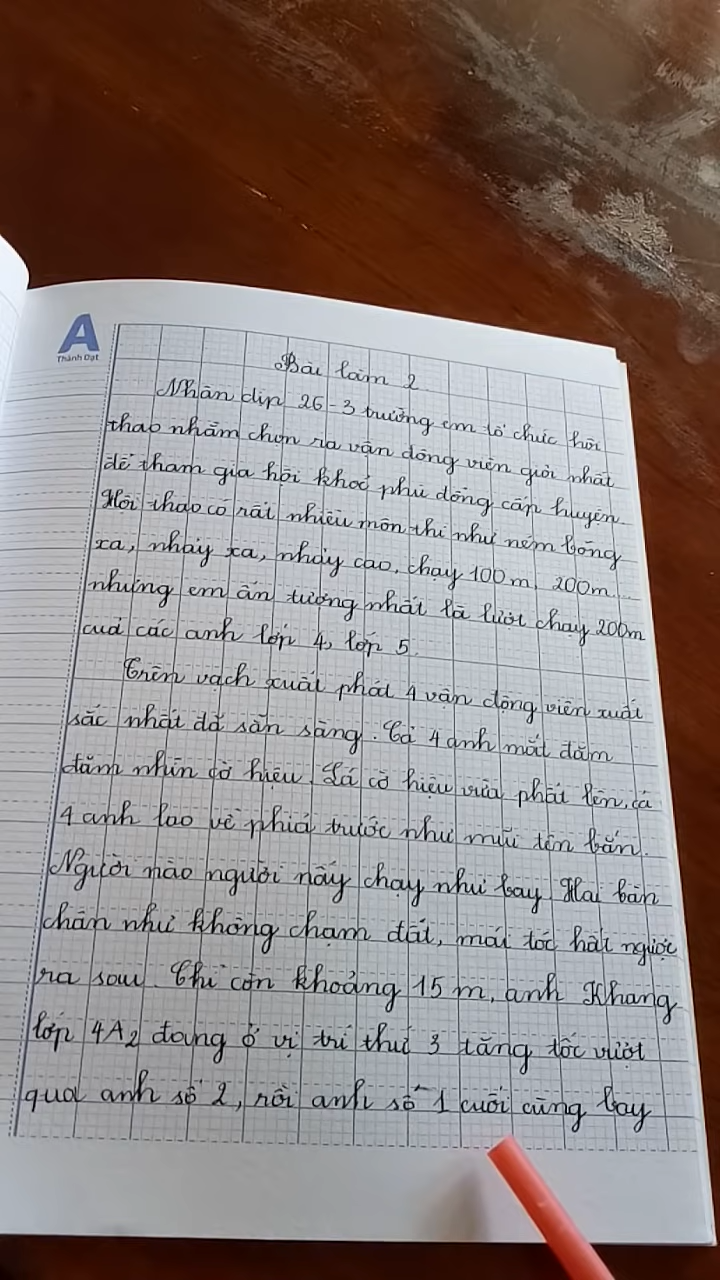 A
Thành Đạt
Bài làm 2
Nhân dịp 26-3 trường em tổ chức hội
thao nhằm chọn ra vận động viên giỏi nhất
để tham gia hội khoẻ phù đổng cấp huyện.
Hội thao có rất nhiều môn thi như ném bóng
xa, nhảy xa, nhảy cao, chạy 100m, 200m...
nhưng em ấn tượng nhất là lượt chạy 200m
của các anh lớp 4, lớp 5.
Trên vạch xuất phát 4 vận động viên xuất
sắc nhất đã sẵn sàng. Cả 4 anh mắt đăm
đăm nhìn cờ hiệu. Lá cờ hiệu vừa phất lên, cả
4 anh lao về phía trước như mũi tên bắn.
Người nào người nấy chạy như bay. Hai bàn
chân như không chạm đất, mái tóc hất ngược
ra sau. Chỉ còn khoảng 15 m, anh Khang
lớp 4A2 đang ở vị trí thứ 3 tăng tốc vượt
qua anh số 2, rồi anh số 1 cuối cùng bay